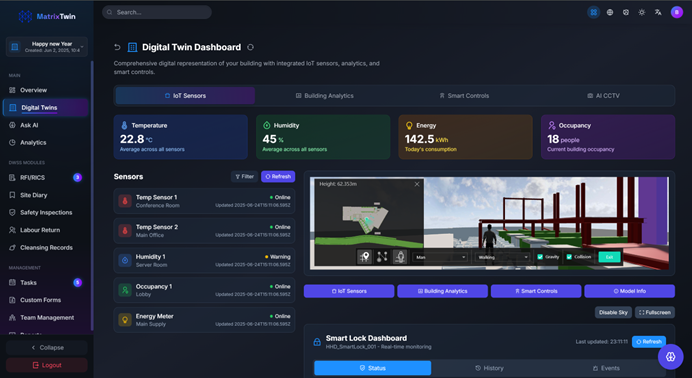 MatrixTwin
Search...
B
Happy new Year
Created: Jun 2, 2025, 10:4
MAIN
Overview
Digital Twins
Ask AI
Analytics
DWSS MODULES
RFI/RICS 3
Site Diary
Safety Inspections
Labour Return
Cleansing Records
MANAGEMENT
Tasks 3
Custom Forms
Team Management
Collapse
Logout
Digital Twin Dashboard
Comprehensive digital representation of your building with integrated IoT sensors, analytics, and
smart controls.
IoT Sensors Building Analytics Smart Controls AI CCTV
Temperature
22.8 °C
Average across all sensors
Humidity
45 %
Average across all sensors
Energy
142.5 kWh
Today's consumption
Occupancy
18 people
Current building occupancy
Sensors Filter Refresh
Temp Sensor 1 Online
Conference Room Updated 2025-06-24T15:11:06.595Z
Temp Sensor 2 Online
Main Office Updated 2025-06-24T15:11:06.595Z
Humidity 1 Warning
Server Room Updated 2025-06-24T15:11:06.595Z
Occupancy 1 Online
Lobby Updated 2025-06-24T15:11:06.595Z
Energy Meter Online
Main Supply Updated 2025-06-24T15:11:06.595Z
Height: 62.353m
Main Walking Gravity Collision Exit
IoT Sensors Building Analytics Smart Controls Model Info
Disable Sky Fullscreen
Smart Lock Dashboard
HHD_SmartLock_001 - Real-time monitoring
Last updated: 23:11:11 Refresh
Status History Events